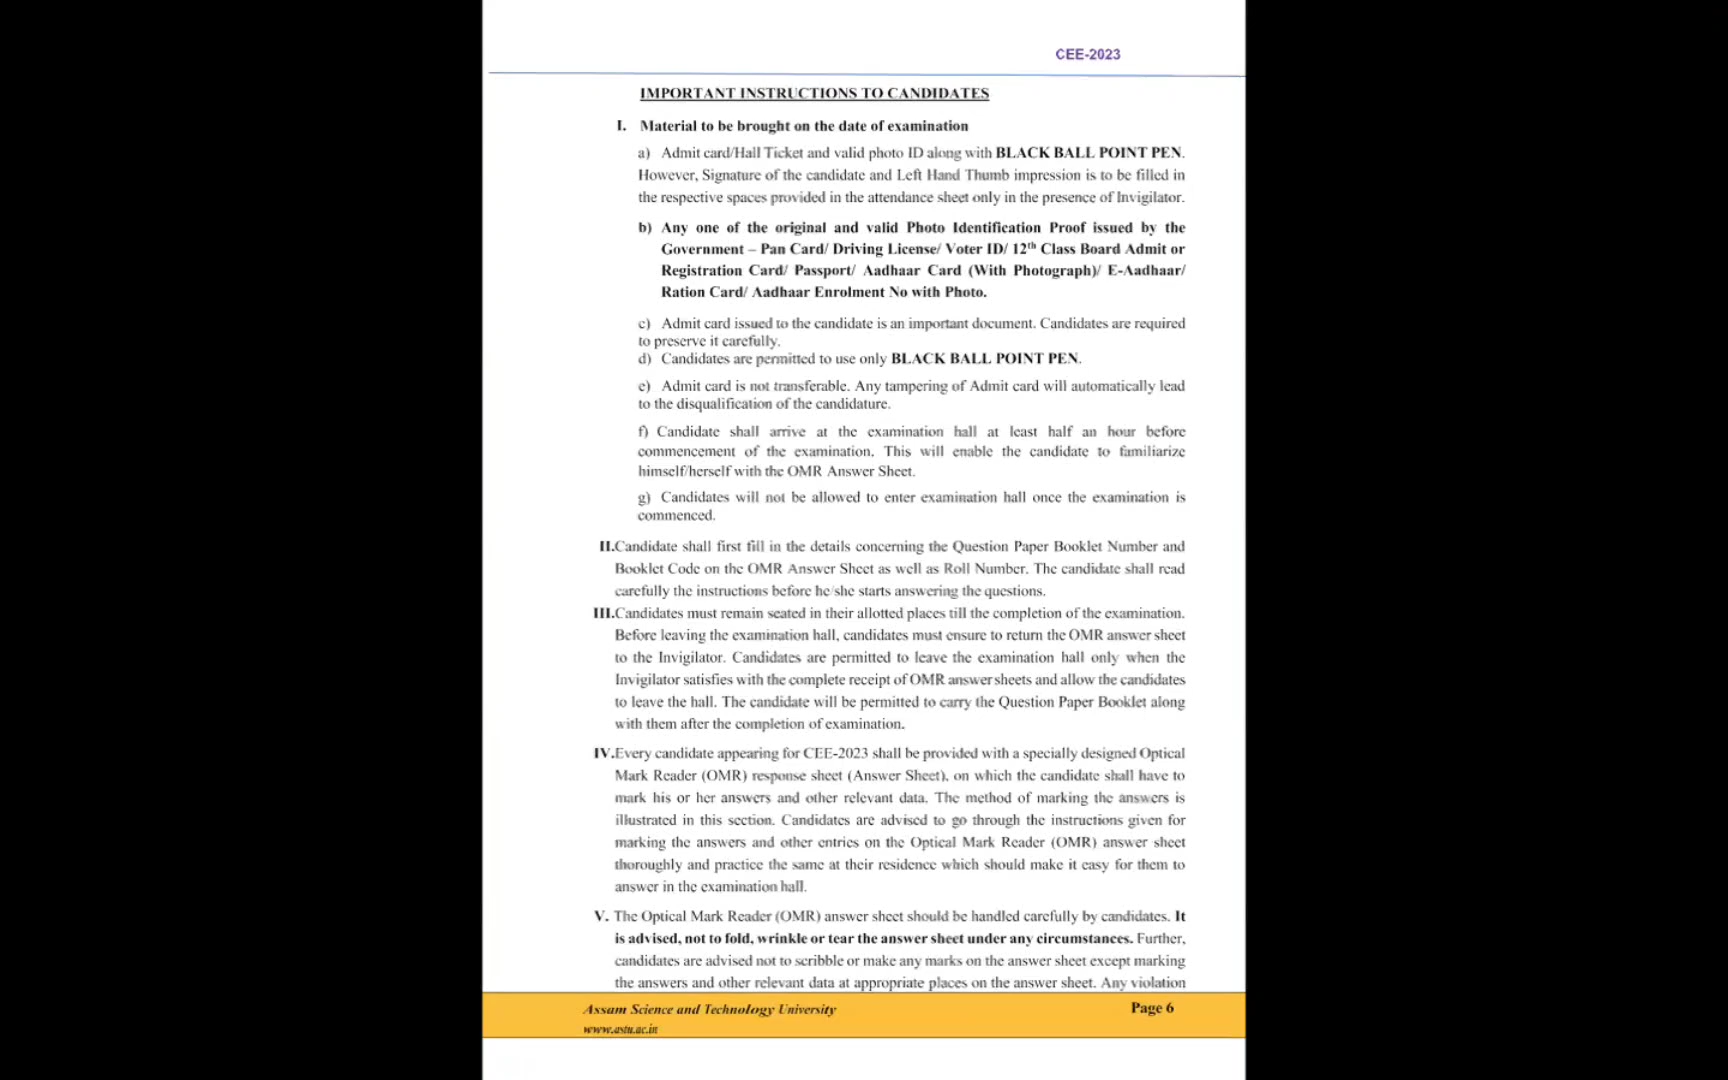 CEE-2023
IMPORTANT INSTRUCTIONS TO CANDIDATES
I. Material to be brought on the date of examination
a) Admit card/Hall Ticket and valid photo ID along with BLACK BALL POINT PEN.
However, Signature of the candidate and Left Hand Thumb impression is to be filled in
the respective spaces provided in the attendance sheet only in the presence of Invigilator.
b) Any one of the original and valid Photo Identification Proof issued by the
Government – Pan Card/ Driving License/ Voter ID/ 12th Class Board Admit or
Registration Card/ Passport/ Aadhaar Card (With Photograph)/ E-Aadhaar/
Ration Card/ Aadhaar Enrolment No with Photo.
c) Admit card issued to the candidate is an important document. Candidates are required
to preserve it carefully.
d) Candidates are permitted to use only BLACK BALL POINT PEN.
e) Admit card is not transferable. Any tampering of Admit card will automatically lead
to the disqualification of the candidature.
f) Candidate shall arrive at the examination hall at least half an hour before
commencement of the examination. This will enable the candidate to familiarize
himself/herself with the OMR Answer Sheet.
g) Candidates will not be allowed to enter examination hall once the examination is
commenced.
II.Candidate shall first fill in the details concerning the Question Paper Booklet Number and
Booklet Code on the OMR Answer Sheet as well as Roll Number. The candidate shall read
carefully the instructions before he/she starts answering the questions.
III.Candidates must remain seated in their allotted places till the completion of the examination.
Before leaving the examination hall, candidates must ensure to return the OMR answer sheet
to the Invigilator. Candidates are permitted to leave the examination hall only when the
Invigilator satisfies with the complete receipt of OMR answer sheets and allow the candidates
to leave the hall. The candidate will be permitted to carry the Question Paper Booklet along
with them after the completion of examination.
IV.Every candidate appearing for CEE-2023 shall be provided with a specially designed Optical
Mark Reader (OMR) response sheet (Answer Sheet), on which the candidate shall have to
mark his or her answers and other relevant data. The method of marking the answers is
illustrated in this section. Candidates are advised to go through the instructions given for
marking the answers and other entries on the Optical Mark Reader (OMR) answer sheet
thoroughly and practice the same at their residence which should make it easy for them to
answer in the examination hall.
V. The Optical Mark Reader (OMR) answer sheet should be handled carefully by candidates. It
is advised, not to fold, wrinkle or tear the answer sheet under any circumstances. Further,
candidates are advised not to scribble or make any marks on the answer sheet except marking
the answers and other relevant data at appropriate places on the answer sheet. Any violation
Assam Science and Technology University Page 6
www.astu.ac.in